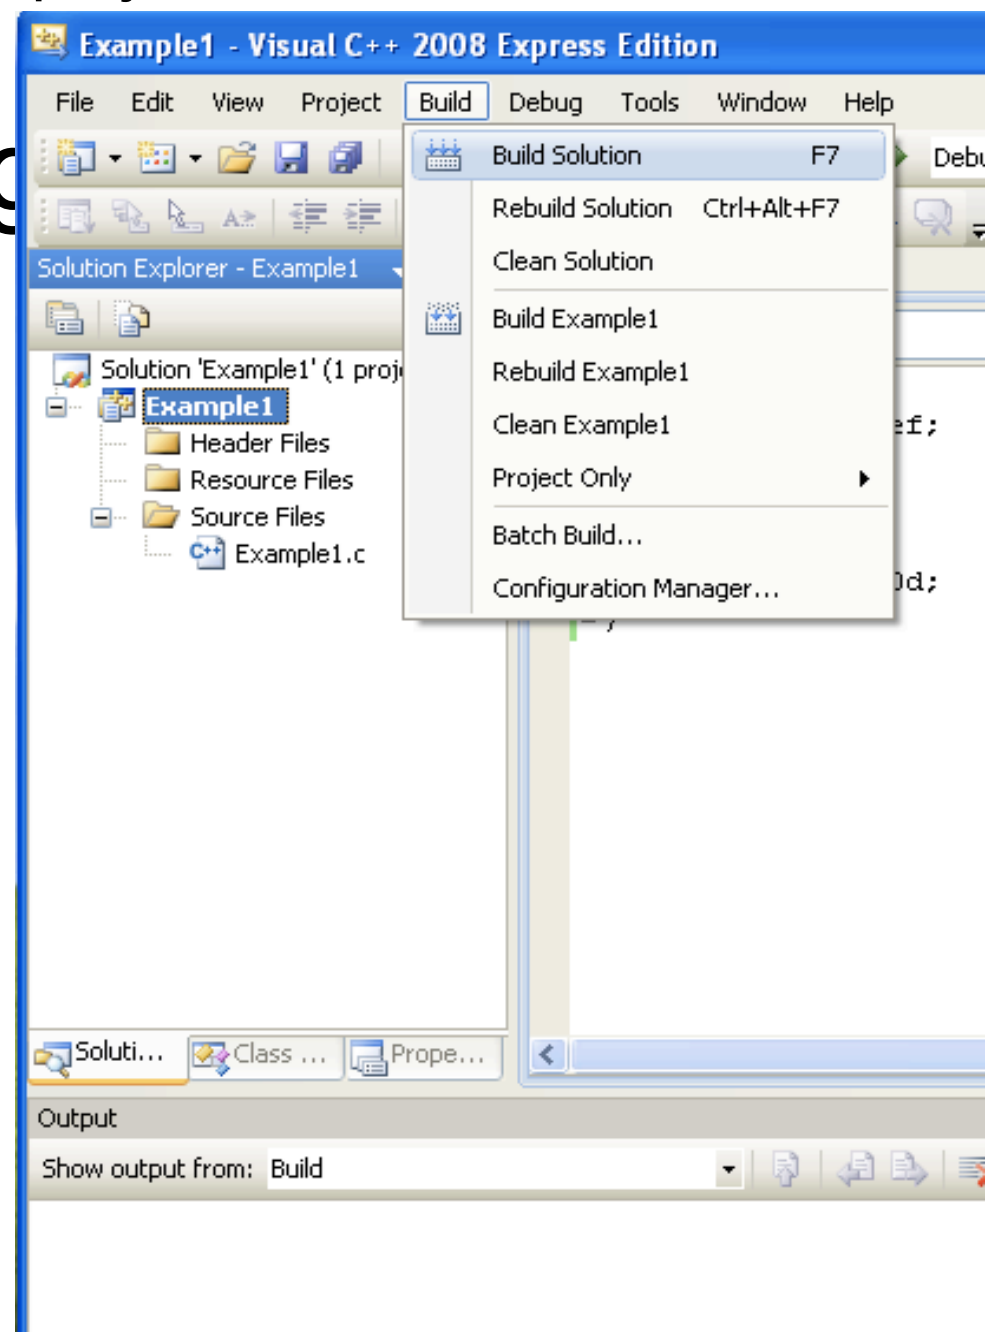 Example1 - Visual C++ 2008 Express Edition
File Edit View Project Build Debug Tools Window Help
Build Solution F7
Debu
Rebuild Solution Ctrl+Alt+F7
Solution Explorer - Example1
Clean Solution
Build Example1
Solution 'Example1' (1 proj
Rebuild Example1
Example1
Clean Example1
ef;
Header Files
Resource Files
Project Only
Source Files
Batch Build...
Example1.c
Configuration Manager...
0d;
Soluti... Class ... Prope...
Output
Show output from: Build